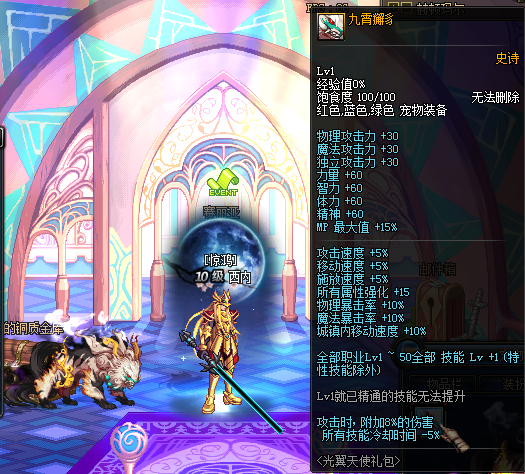 九霄獬豸
史诗
Lv1
经验值0%
饱食度 100/100 无法删除
红色,蓝色,绿色 宠物装备
物理攻击力 +30
魔法攻击力 +30
独立攻击力 +30
力量 +60
智力 +60
体力 +60
精神 +60
MP 最大值 +15%
攻击速度 +5%
移动速度 +5%
施放速度 +5%
所有属性强化 +15
物理暴击率 +10%
魔法暴击率 +10%
城镇内移动速度 +10%
全部职业Lv1 ~ 50全部 技能 Lv +1 (特
性技能除外)
Lv1就已精通的技能无法提升
攻击时, 附加8%的伤害
所有技能冷却时间 -5%
<光翼天使礼包>
EVENT
赛丽亚
[惊鸿]
10 级 西内
的铜质金库
邮件箱